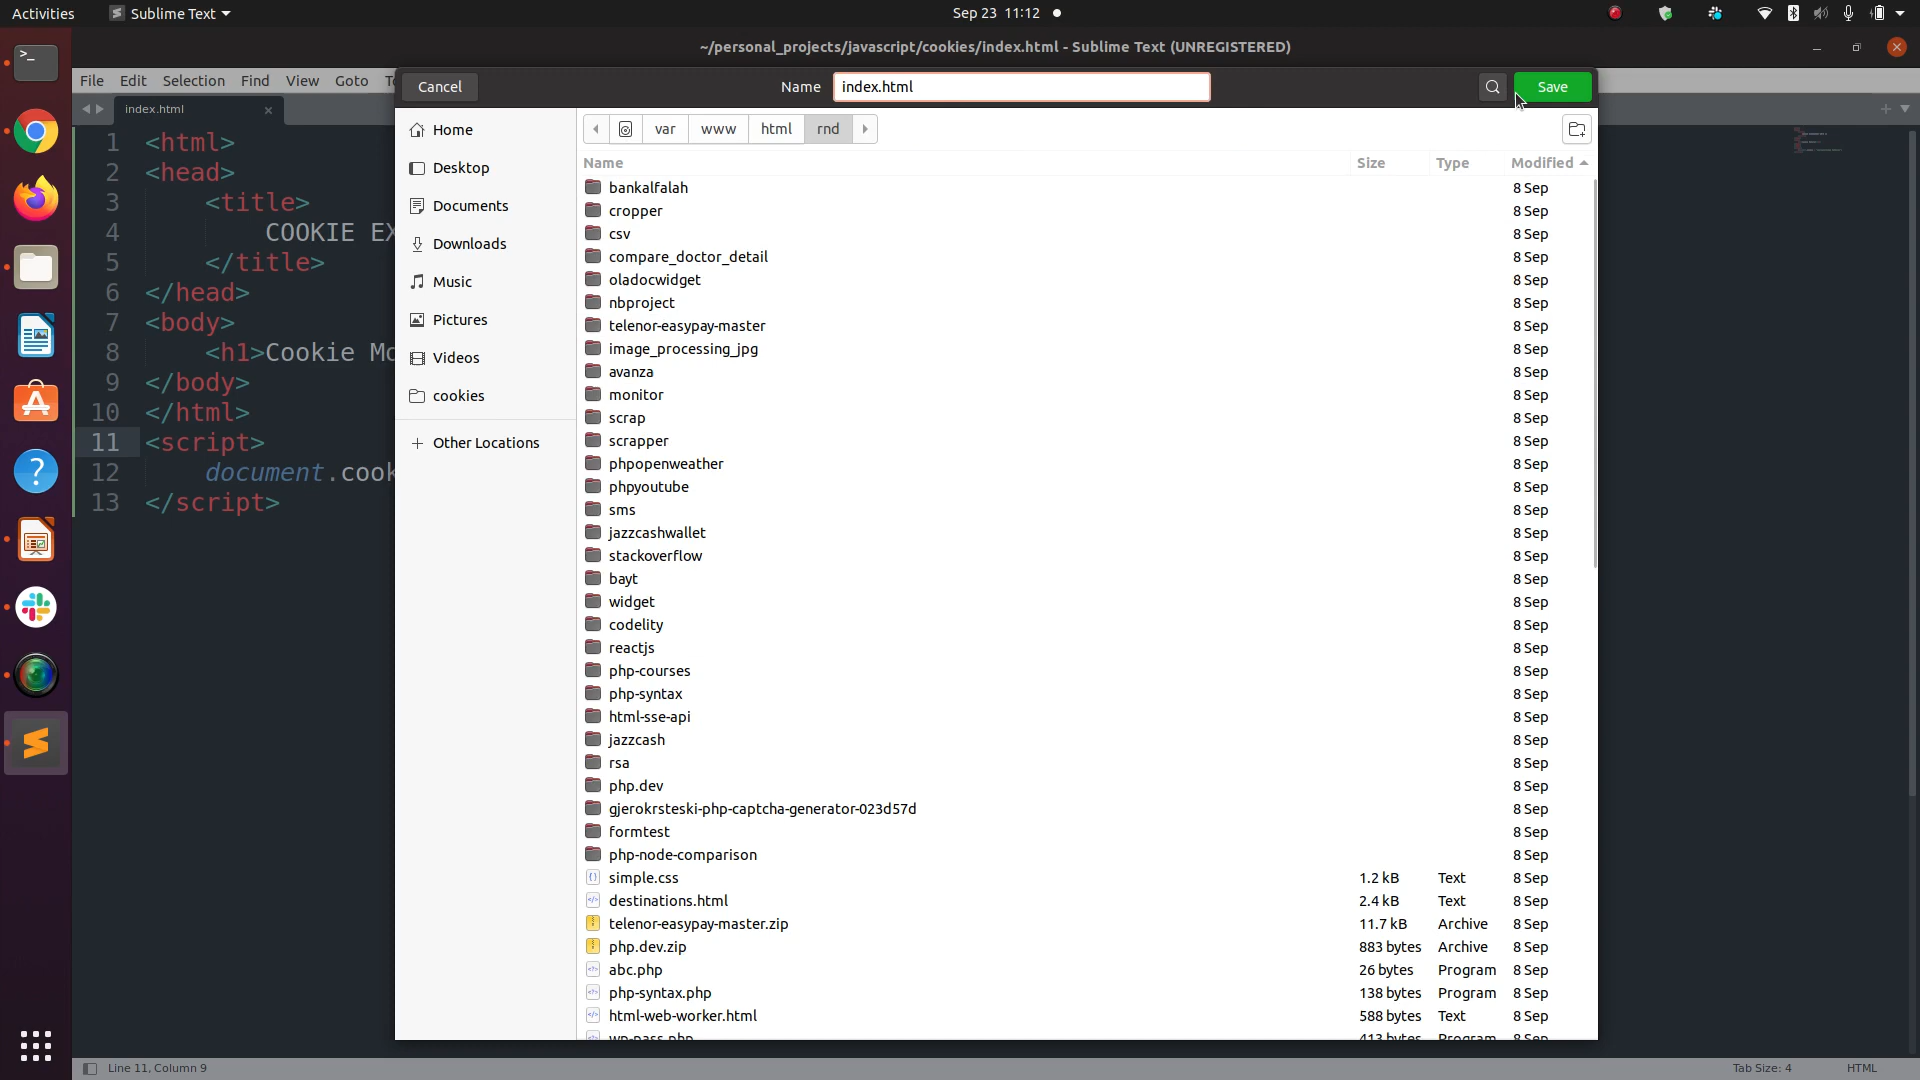 Activities Sublime Text Sep 23 11:12
~/personal_projects/javascript/cookies/index.html - Sublime Text (UNREGISTERED)
File Edit Selection Find View Goto
Cancel Name index.html Save
index.html
1 <html>
2 <head>
3 <title>
4 COOKIE
5 </title>
6 </head>
7 <body>
8 <h1>Cookie
9 </body>
10 </html>
11 <script>
12 document.cook
13 </script>
Home
Desktop
Documents
Downloads
Music
Pictures
Videos
cookies
Other Locations
var www html rnd
Name Size Type Modified
bankalfalah 8 Sep
cropper 8 Sep
csv 8 Sep
compare_doctor_detail 8 Sep
oladocwidget 8 Sep
nbproject 8 Sep
telenor-easypay-master 8 Sep
image_processing_jpg 8 Sep
avanza 8 Sep
monitor 8 Sep
scrap 8 Sep
scrapper 8 Sep
phpopenweather 8 Sep
phpyoutube 8 Sep
sms 8 Sep
jazzcashwallet 8 Sep
stackoverflow 8 Sep
bayt 8 Sep
widget 8 Sep
codelity 8 Sep
reactjs 8 Sep
php-courses 8 Sep
php-syntax 8 Sep
html-sse-api 8 Sep
jazzcash 8 Sep
rsa 8 Sep
php.dev 8 Sep
gjerokrsteski-php-captcha-generator-023d57d 8 Sep
formtest 8 Sep
php-node-comparison 8 Sep
simple.css 1.2 kB Text 8 Sep
destinations.html 2.4 kB Text 8 Sep
telenor-easypay-master.zip 11.7 kB Archive 8 Sep
php.dev.zip 883 bytes Archive 8 Sep
abc.php 26 bytes Program 8 Sep
php-syntax.php 138 bytes Program 8 Sep
html-web-worker.html 588 bytes Text 8 Sep
wp-pass.php 413 bytes Program 8 Sep
Line 11, Column 9 Tab Size: 4 HTML